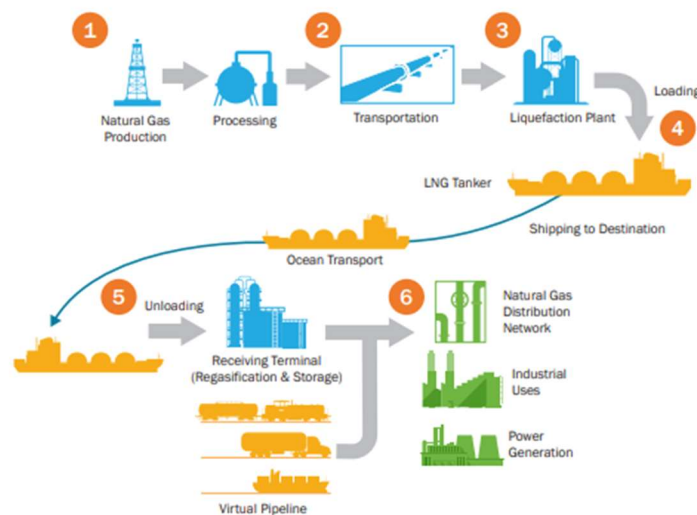 1
2
3
Natural Gas
Production
Processing
Transportation
Liquefaction Plant
Loading
4
LNG Tanker
Shipping to Destination
Ocean Transport
5
Unloading
Receiving Terminal
(Regasification & Storage)
6
Natural Gas
Distribution
Network
Industrial
Uses
Power
Generation
Virtual Pipeline